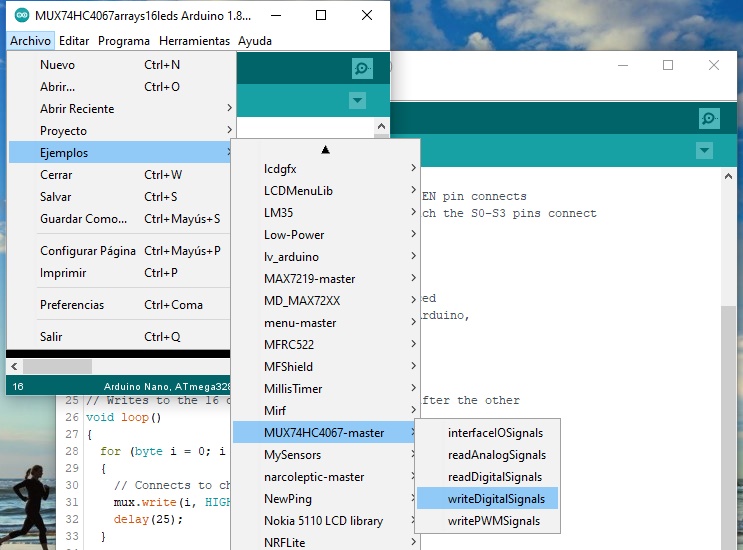 MUX74HC4067arrays16leds Arduino 1.8...
Archivo Editar Programa Herramientas Ayuda
Nuevo Ctrl+N
Abrir... Ctrl+O
Abrir Reciente
Proyecto
Ejemplos
Cerrar Ctrl+W
Salvar Ctrl+S
Guardar Como... Ctrl+Mayús+S
Configurar Página Ctrl+Mayús+P
Imprimir Ctrl+P
Preferencias Ctrl+Coma
Salir Ctrl+Q
16 Arduino Nano, ATmega328
lcdgfx
LCDMenuLib
LM35
Low-Power
lv_arduino
MAX7219-master
MD_MAX72XX
menu-master
MFRC522
MFShield
MillisTimer
Mirf
MUX74HC4067-master
MySensors
narcoleptic-master
NewPing
Nokia 5110 LCD library
NRFLite
interfaceIOSignals
readAnalogSignals
readDigitalSignals
writeDigitalSignals
writePWMSignals
EN pin connects
ch the S0-S3 pins connect
ed
rduino,
after the other
25 // Writes to the 16
26 void loop()
27 {
28 for (byte i = 0; i
29 {
30 // Connects to ch
31 mux.write(i, HIGH
32 delay(25);
33 }